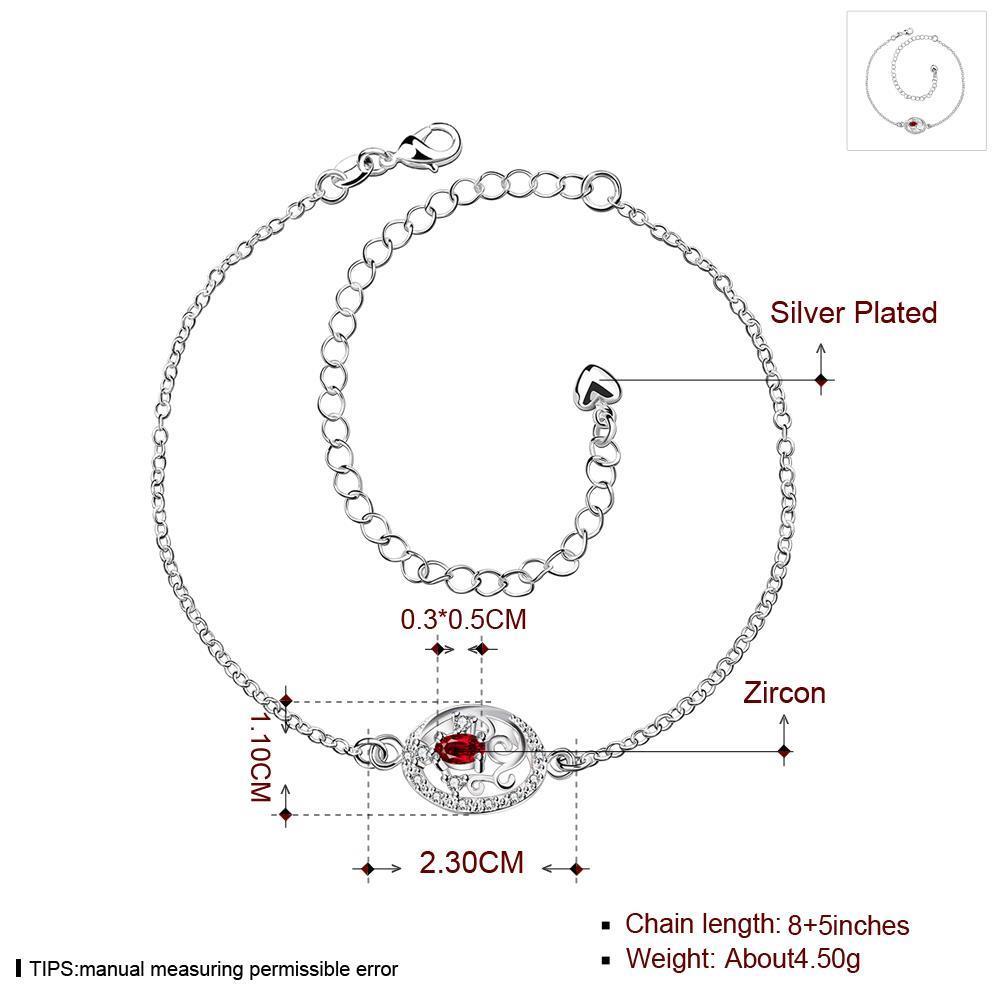 Silver Plated
0.3*0.5CM
Zircon
1.10CM
2.30CM
Chain length: 8+5inches
Weight: About4.50g
TIPS:manual measuring permissible error